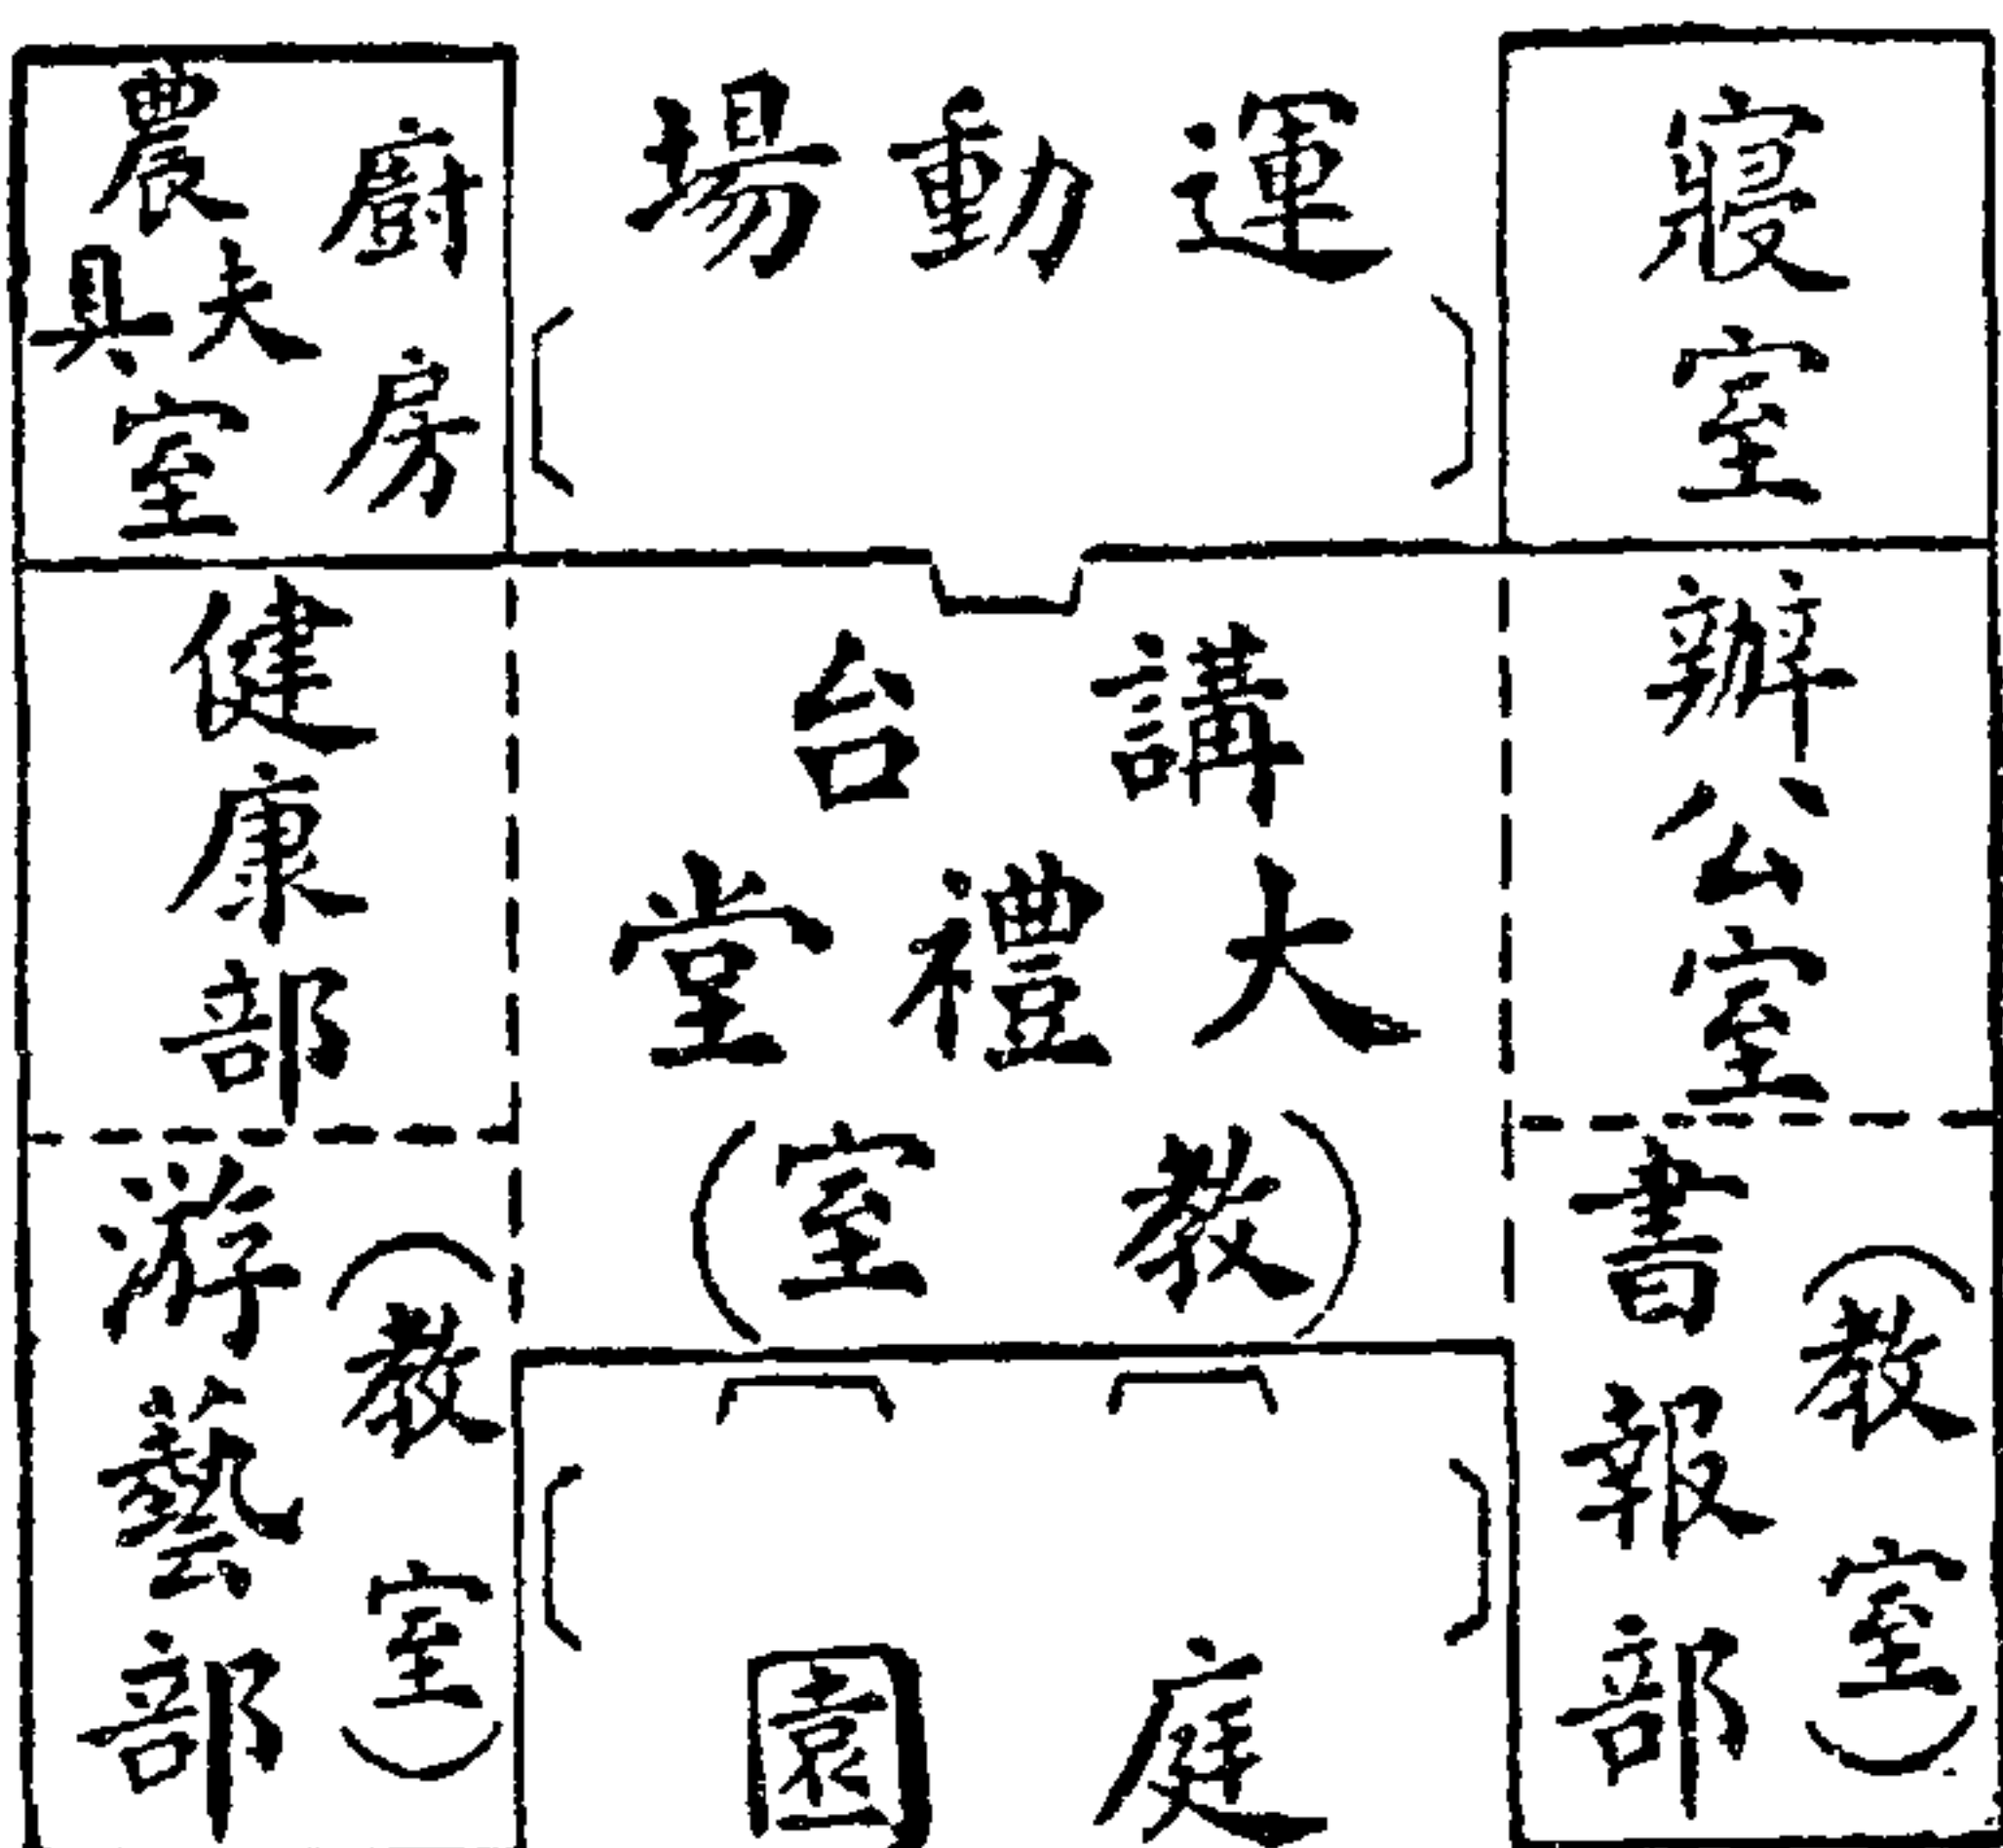 寢室
運動場
廚房
農夫
具室
辦公室
講台
大禮堂
（教室）
健康部
（教室）
書報部
庭園
（教室）
游藝部